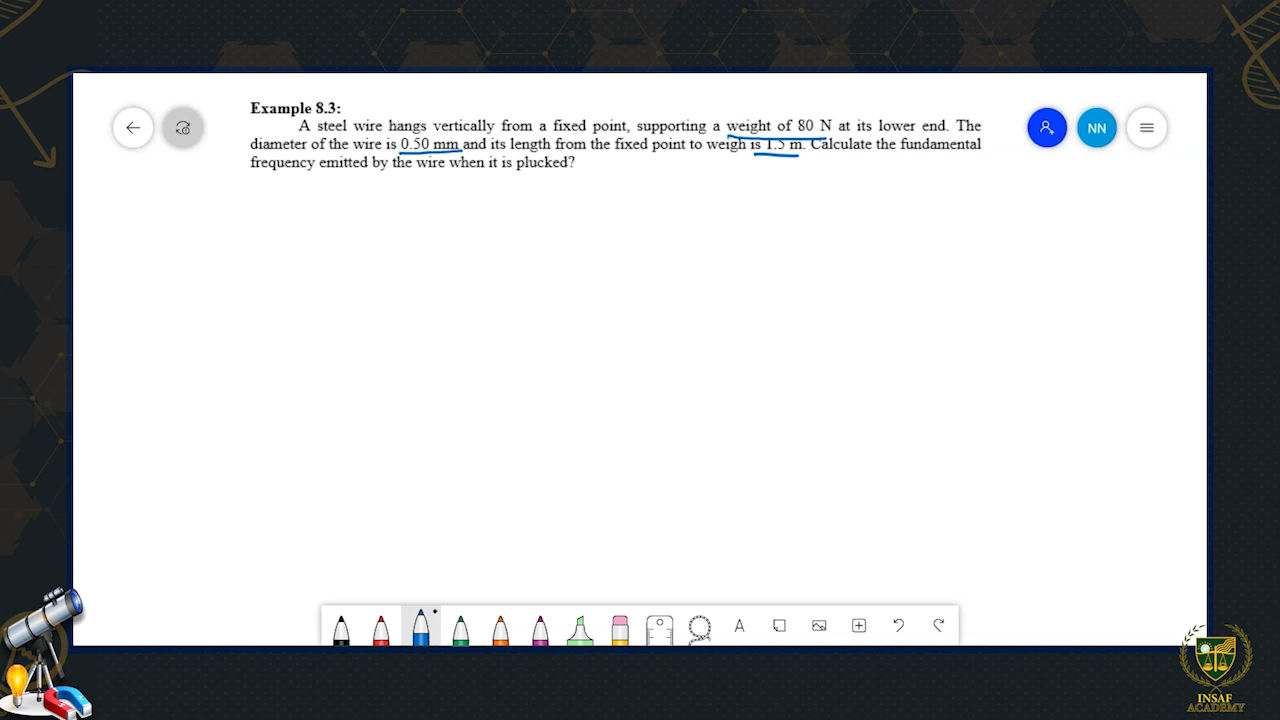 Example 8.3:
A steel wire hangs vertically from a fixed point, supporting a weight of 80 N at its lower end. The
diameter of the wire is 0.50 mm and its length from the fixed point to weigh is 1.5 m. Calculate the fundamental
frequency emitted by the wire when it is plucked?
NN
A
INSAF
ACADEMY